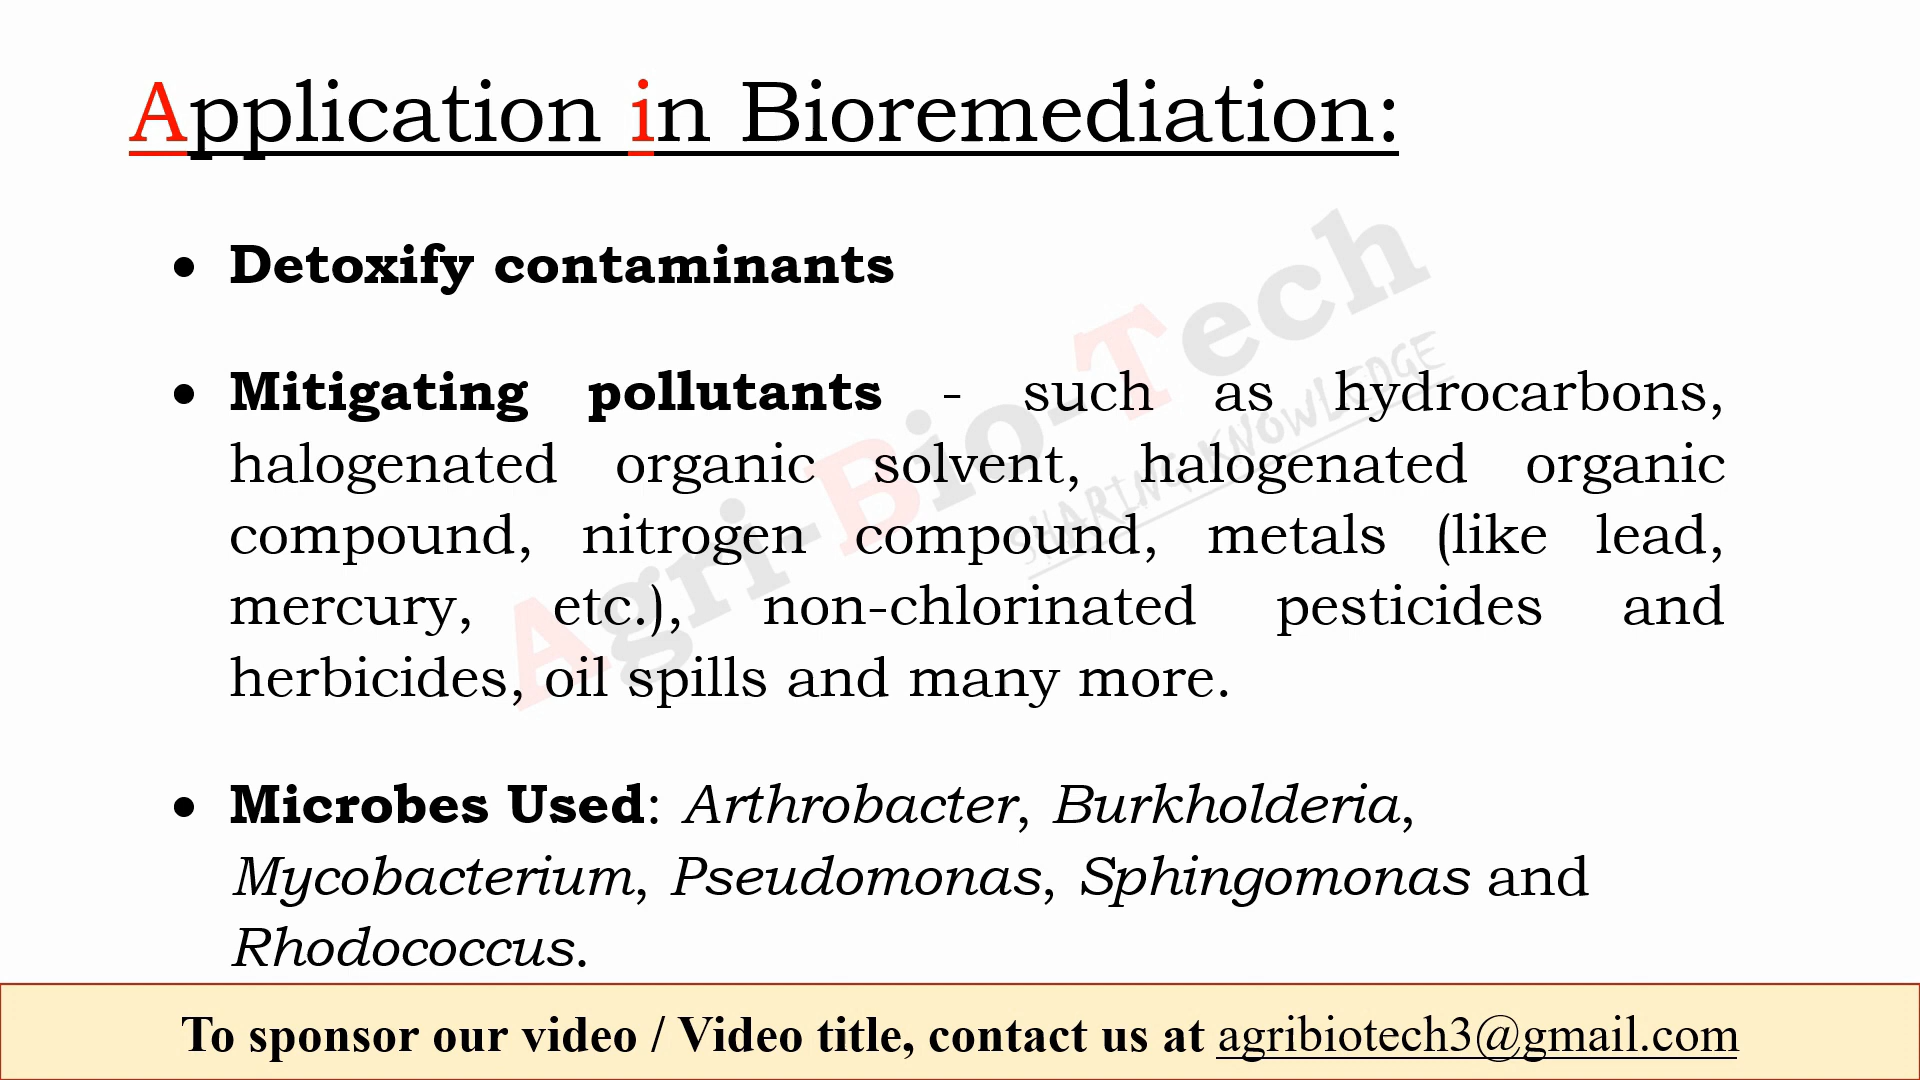 Application in Bioremediation:
• Detoxify contaminants
• Mitigating pollutants - such as hydrocarbons,
halogenated organic solvent, halogenated organic
compound, nitrogen compound, metals (like lead,
mercury, etc.), non-chlorinated pesticides and
herbicides, oil spills and many more.
• Microbes Used: Arthrobacter, Burkholderia,
Mycobacterium, Pseudomonas, Sphingomonas and
Rhodococcus.
Agri-Bio-Tech
SHARING KNOWLEDGE
To sponsor our video / Video title, contact us at agribiotech3@gmail.com